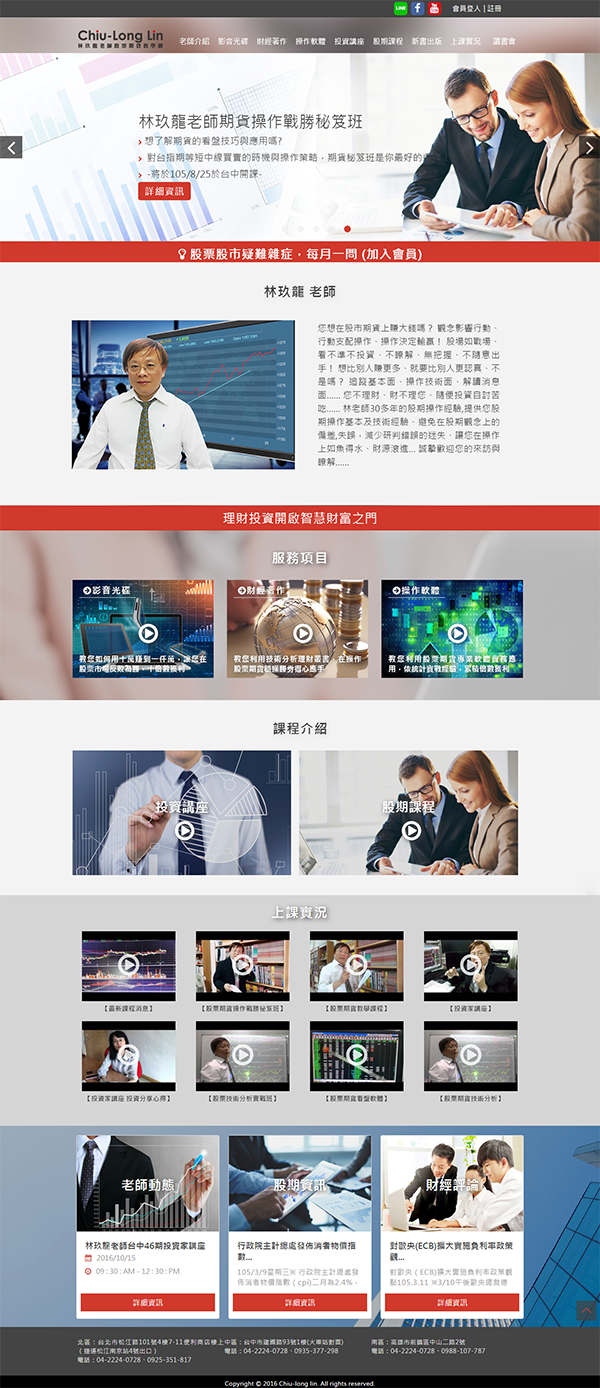 LINE
會員登入 | 註冊
Chiu-Long Lin
林玖龍老師股票期貨教學網
老師介紹 影音光碟 財經著作 操作軟體 投資講座 股期課程 新書出版 上課實況 讀書會
林玖龍老師期貨操作戰勝秘笈班
想了解期貨的看盤技巧與應用嗎?
對台指期等短中線買賣的時機與操作策略，期貨秘笈班是你最好的
-將於105/8/25於台中開課-
詳細資訊
股票股市疑難雜症，每月一問 (加入會員)
林玖龍 老師
您想在股市期貨上賺大錢嗎？ 觀念影響行動、
行動支配操作、操作決定輸贏！ 股場如戰場、
看不準不投資、不瞭解、無把握、不隨意出
手！ 想比別人賺更多、就要比別人更認真、不
是嗎？ 追蹤基本面、操作技術面、解讀消息
面...... 您不理財、財不理您、隨便投資自討苦
吃...... 林老師30多年的股期操作經驗,提供您股
期操作基本及技術經驗、避免在股期觀念上的
偏差,失誤，減少研判錯誤的迷失、讓您在操作
上如魚得水、財源滾進... 誠摯歡迎您的來訪與
瞭解......
理財投資開啟智慧財富之門
服務項目
影音光碟
財經著作
操作軟體
教您如何用十萬賺到一仟萬，讓您在
股票市場反敗為勝，十倍數獲利
教您利用技術分析理財叢書，在操作
股票期貨能操勝券得心應手
教您利用股票期貨專業軟體實務應
用，依統計實戰經驗，累積倍數獲利
課程介紹
投資講座
股期課程
上課實況
【最新課程消息】
【股票期貨操作戰勝秘笈班】
【股票期貨教學課程】
【投資家講座】
【投資家講座 投資分享心得】
【股票技術分析實戰班】
【股票期貨看盤軟體】
【股票期貨技術分析】
老師動態
股期資訊
財經評論
林玖龍老師台中46期投資家講座
2016/10/15
09 : 30 : AM - 12 : 30 : PM
詳細資訊
行政院主計總處發佈消者物價指
數...
105/3/9當期三米 行政院主計總處發
佈消者物價指數（cpi)二月為2.4%，
詳細資訊
對歐央(ECB)擴大實施負利率政策
觀...
對歐央（ECB)擴大實施負利率政策觀
點105.3.11 米3/10午後歐央總裁德
詳細資訊
北區：台北市松江路101號4樓7-11便利商店樓上
（捷運松江南京站4號出口）
電話：04-2224-0728、0925-351-817
中區：台中市建國路93號1樓(火車站對面)
電話：04-2224-0728、0935-377-298
南區：高雄市前鎮區中山二路2號
電話：04-2224-0728、0988-107-787
Copyright © 2016 Chiu-long lin. All rights reserved.